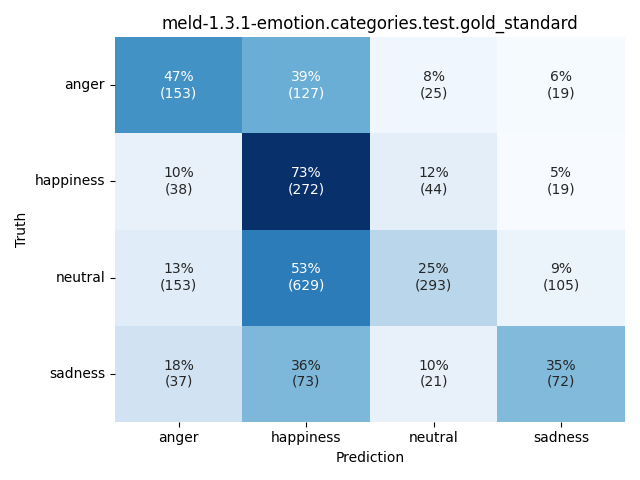 meld-1.3.1-emotion.categories.test.gold_standard
Truth
anger
47% 39% 8% 6%
(153) (127) (25) (19)
happiness
10% 73% 12% 5%
(38) (272) (44) (19)
neutral
13% 53% 25% 9%
(153) (629) (293) (105)
sadness
18% 36% 10% 35%
(37) (73) (21) (72)
anger happiness neutral sadness
Prediction